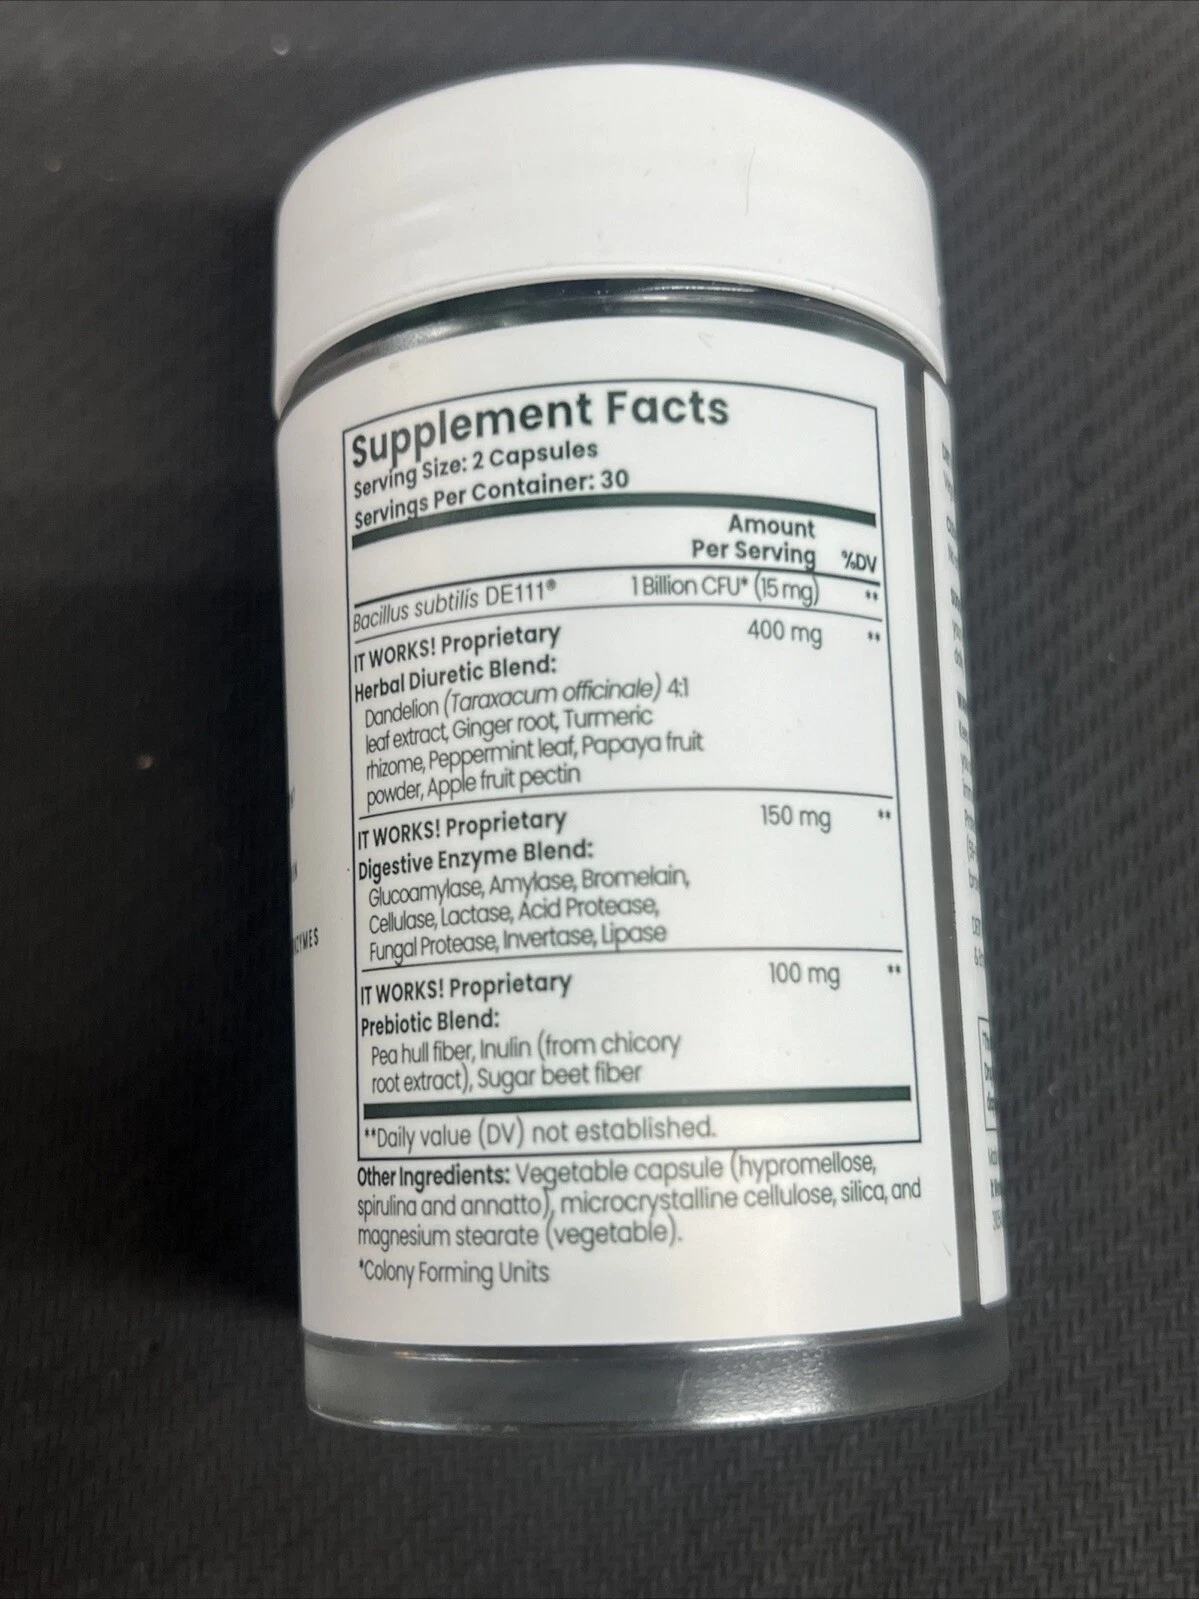 Supplement Facts
Serving Size: 2 Capsules
Servings Per Container: 30
Amount
Per Serving %DV
Bacillus subtilis DE111® 1 Billion CFU* (15 mg) **
IT WORKS! Proprietary 400 mg **
Herbal Diuretic Blend:
Dandelion (Taraxacum officinale) 4:1
leaf extract, Ginger root, Turmeric
rhizome, Peppermint leaf, Papaya fruit
powder, Apple fruit pectin
IT WORKS! Proprietary 150 mg **
Digestive Enzyme Blend:
Glucoamylase, Amylase, Bromelain,
Cellulase, Lactase, Acid Protease,
Fungal Protease, Invertase, Lipase
IT WORKS! Proprietary 100 mg **
Prebiotic Blend:
Pea hull fiber, Inulin (from chicory
root extract), Sugar beet fiber
**Daily value (DV) not established.
Other Ingredients: Vegetable capsule (hypromellose,
spirulina and annatto), microcrystalline cellulose, silica, and
magnesium stearate (vegetable).
*Colony Forming Units